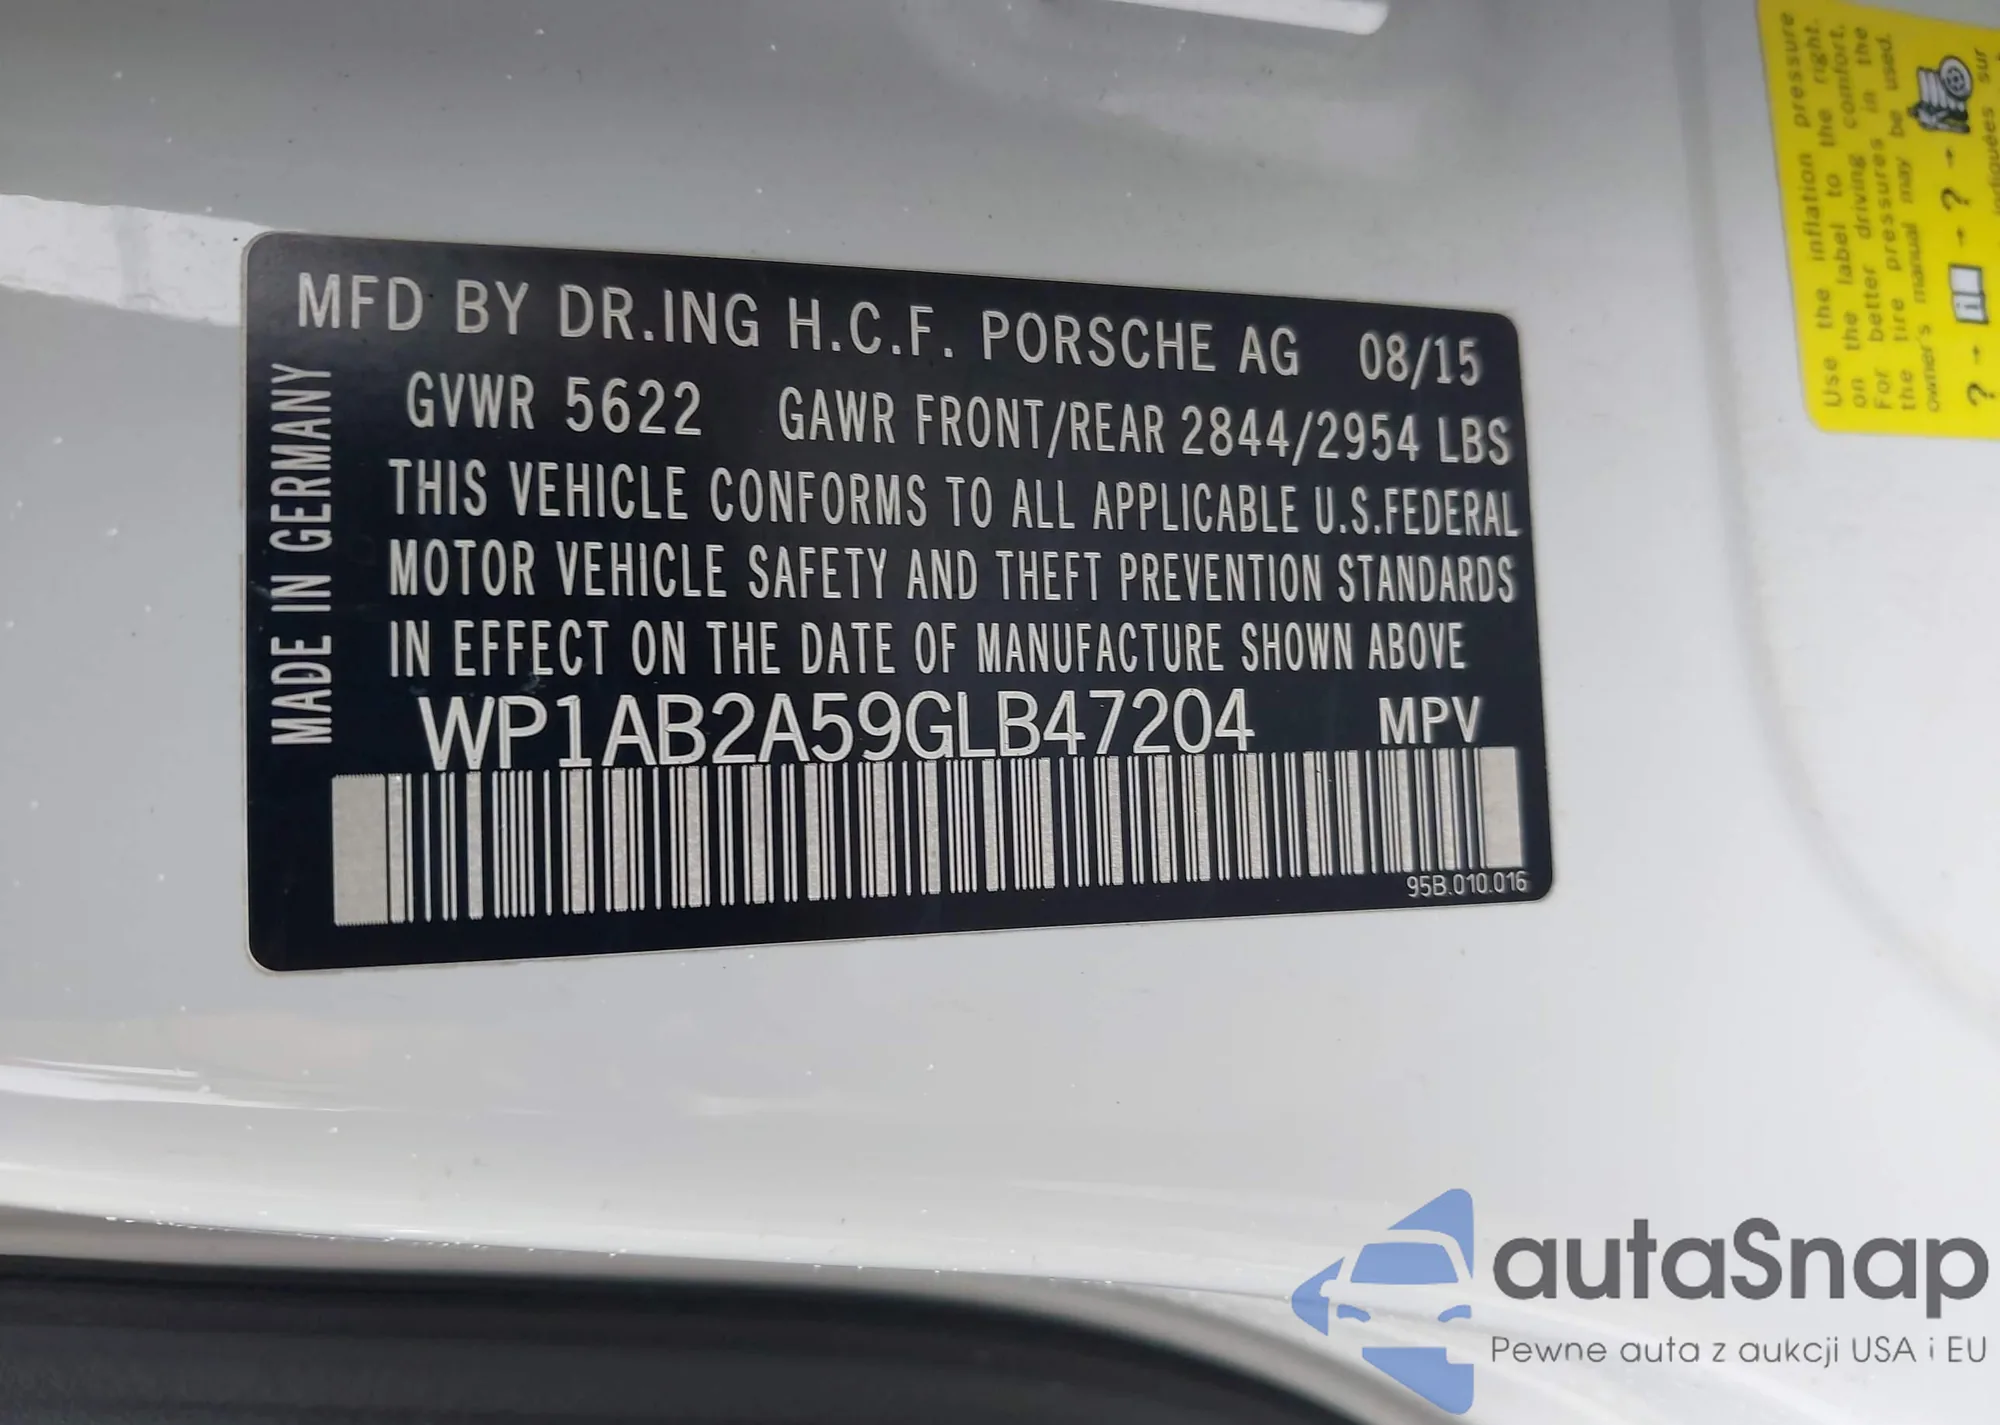 MFD BY DR.ING H.C.F. PORSCHE AG 08/15
GVWR 5622 GAWR FRONT/REAR 2844/2954 LBS
THIS VEHICLE CONFORMS TO ALL APPLICABLE U.S.FEDERAL
MOTOR VEHICLE SAFETY AND THEFT PREVENTION STANDARDS
IN EFFECT ON THE DATE OF MANUFACTURE SHOWN ABOVE
WP1AB2A59GLB47204 MPV
95B.010.016
MADE IN GERMANY
Use the inflation pressure
on the label to the right.
For better driving comfort,
the tire pressures in the
owner's manual may be used.
? → → ? →
indiquées sur
autaSnap
Pewne auta z aukcji USA i EU